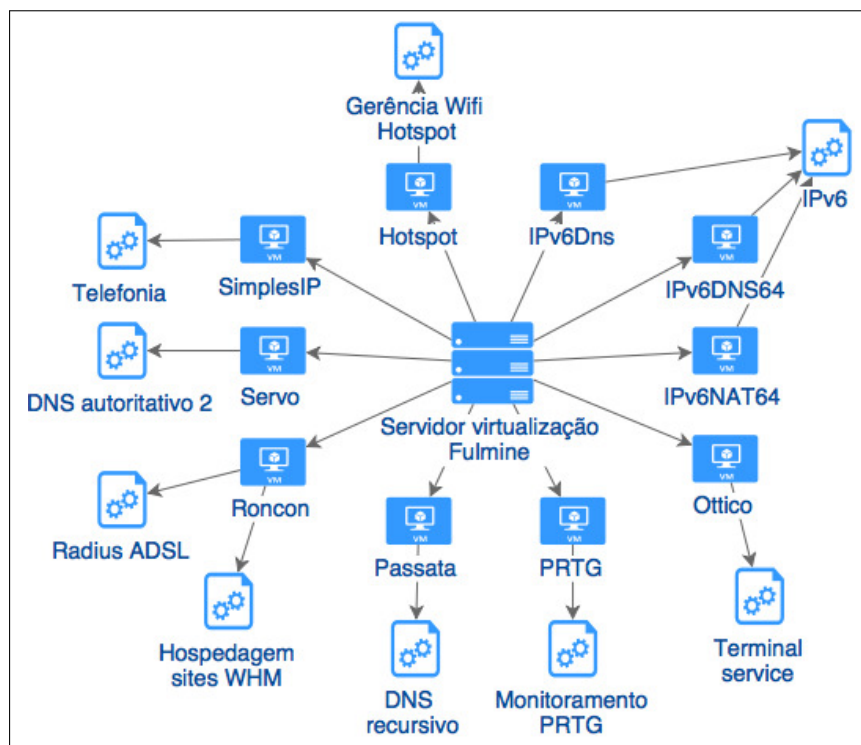 Gerência Wifi
Hotspot
IPv6
VM
Hotspot
VM
IPv6Dns
VM
SimplesIP
Telefonia
VM
IPv6DNS64
VM
Servo
DNS autoritativo 2
VM
IPv6NAT64
Servidor virtualização
Fulmine
VM
Roncon
Radius ADSL
VM
Ottico
VM
Passata
VM
PRTG
Hospedagem
sites WHM
DNS
recursivo
Monitoramento
PRTG
Terminal
service